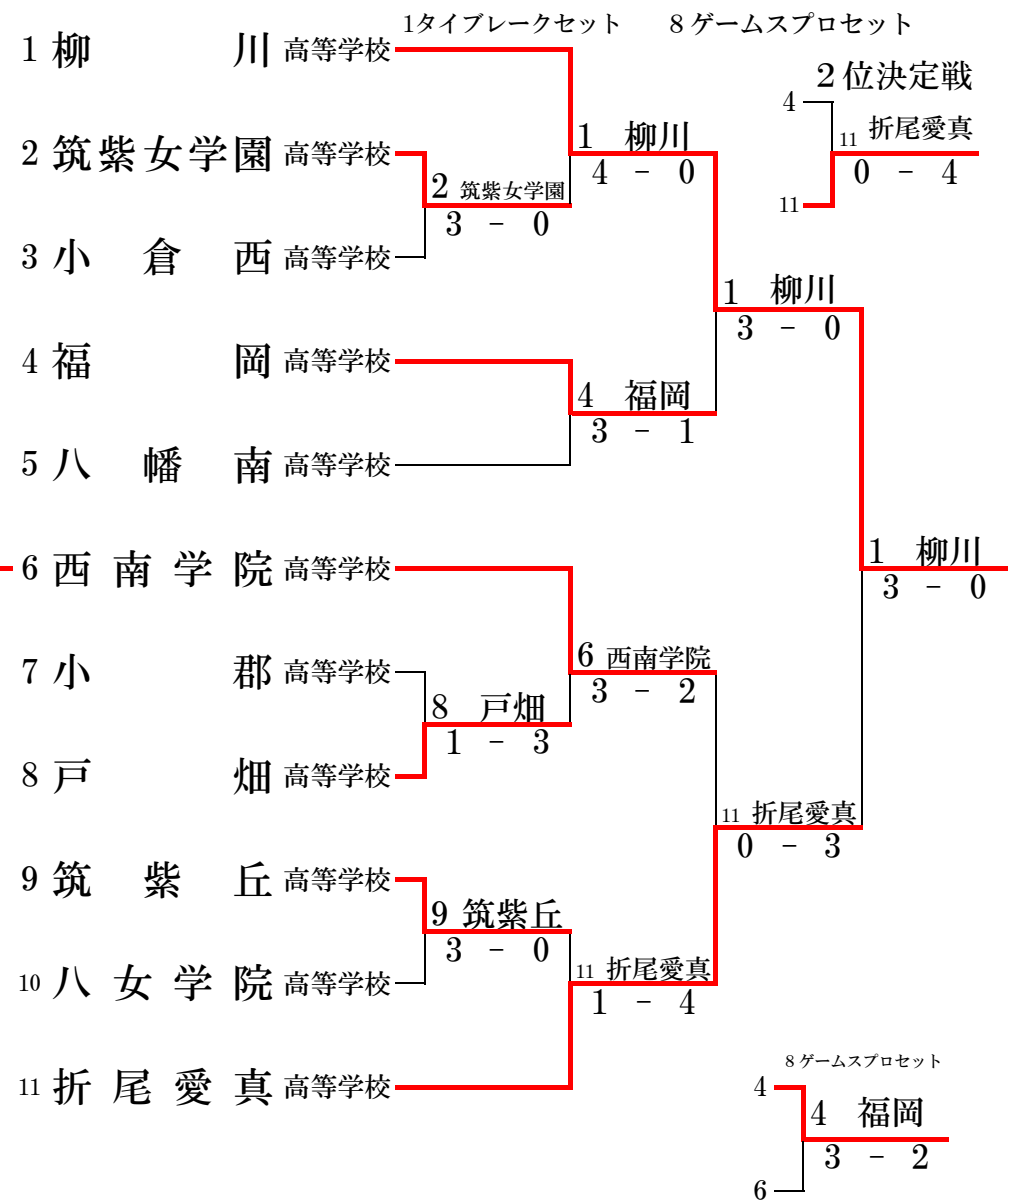 1タイブレークセット 8ゲームスプロセット
1 柳川 高等学校
2位決定戦
4
11 折尾愛真
0 - 4
11
1 柳川
4 - 0
2 筑紫女学園 高等学校
2 筑紫女学園
3 - 0
3 小倉西 高等学校
1 柳川
3 - 0
4 福岡 高等学校
4 福岡
3 - 1
5 八幡南 高等学校
1 柳川
3 - 0
6 西南学院 高等学校
6 西南学院
3 - 2
7 小郡 高等学校
8 戸畑
1 - 3
8 戸畑 高等学校
11 折尾愛真
0 - 3
9 筑紫丘 高等学校
9 筑紫丘
3 - 0
10 八女学院 高等学校
11 折尾愛真
1 - 4
11 折尾愛真 高等学校
8ゲームスプロセット
4
4 福岡
3 - 2
6